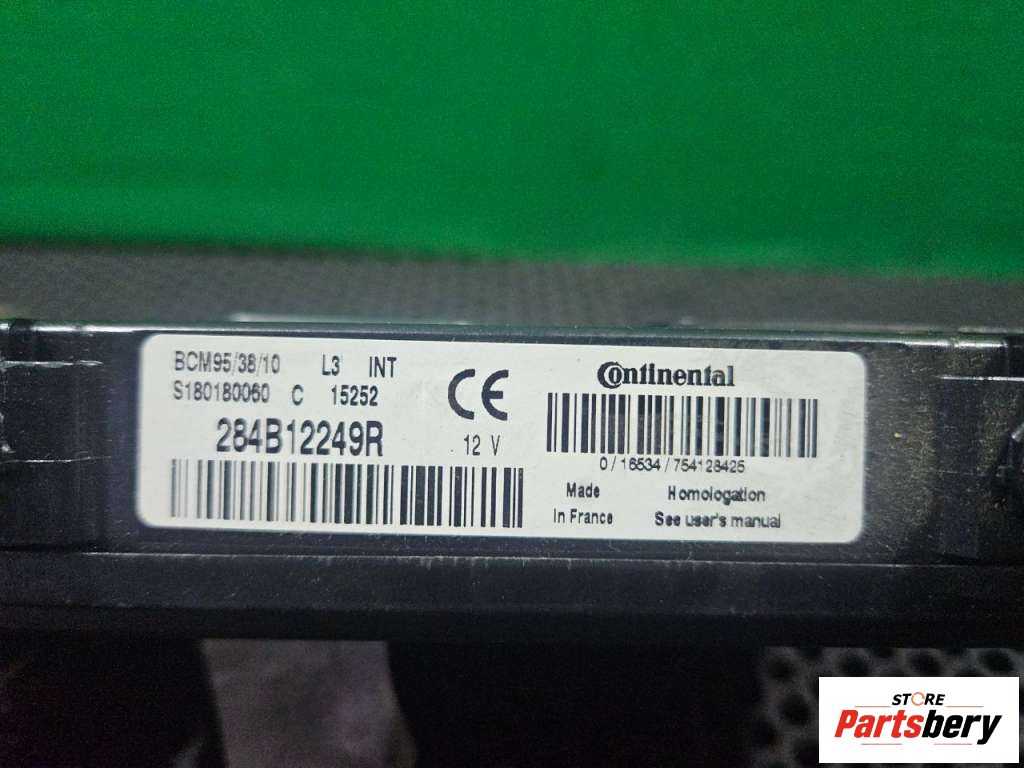 BCM95/38/10 L3 INT
S180180060 C 15252
284B12249R
CE
12 V
Continental
0/16534/754128425
Made
In France
Homologation
See user's manual
STORE
Partsbery